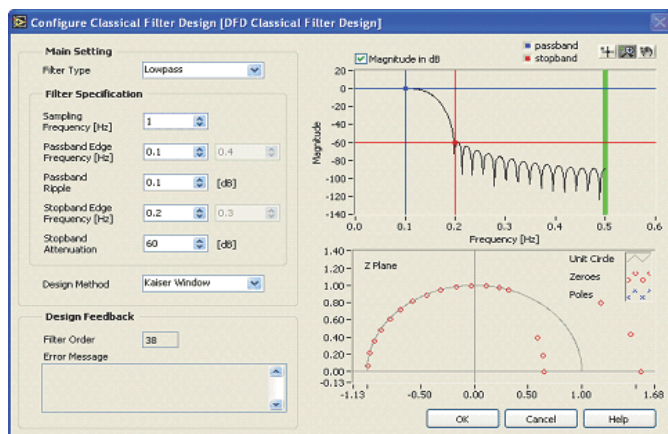 Configure Classical Filter Design [DFD Classical Filter Design]
Main Setting
Filter Type Lowpass
Filter Specification
Sampling Frequency [Hz] 1
Passband Edge Frequency [Hz] 0.1 0.4
Passband Ripple 0.1 [dB]
Stopband Edge Frequency [Hz] 0.2 0.3
Stopband Attenuation 60 [dB]
Design Method Kaiser Window
Design Feedback
Filter Order 38
Error Message
Magnitude in dB
passband
stopband
Magnitude
20
0
-20
-40
-60
-80
-100
-120
-140
0.0 0.1 0.2 0.3 0.4 0.5 0.6
Frequency [Hz]
Z Plane
Unit Circle
Zeroes
Poles
1.40
1.20
1.00
0.80
0.60
0.40
0.20
0.00
-0.13
-1.13 -0.50 0.00 0.50 1.00 1.68
OK Cancel Help